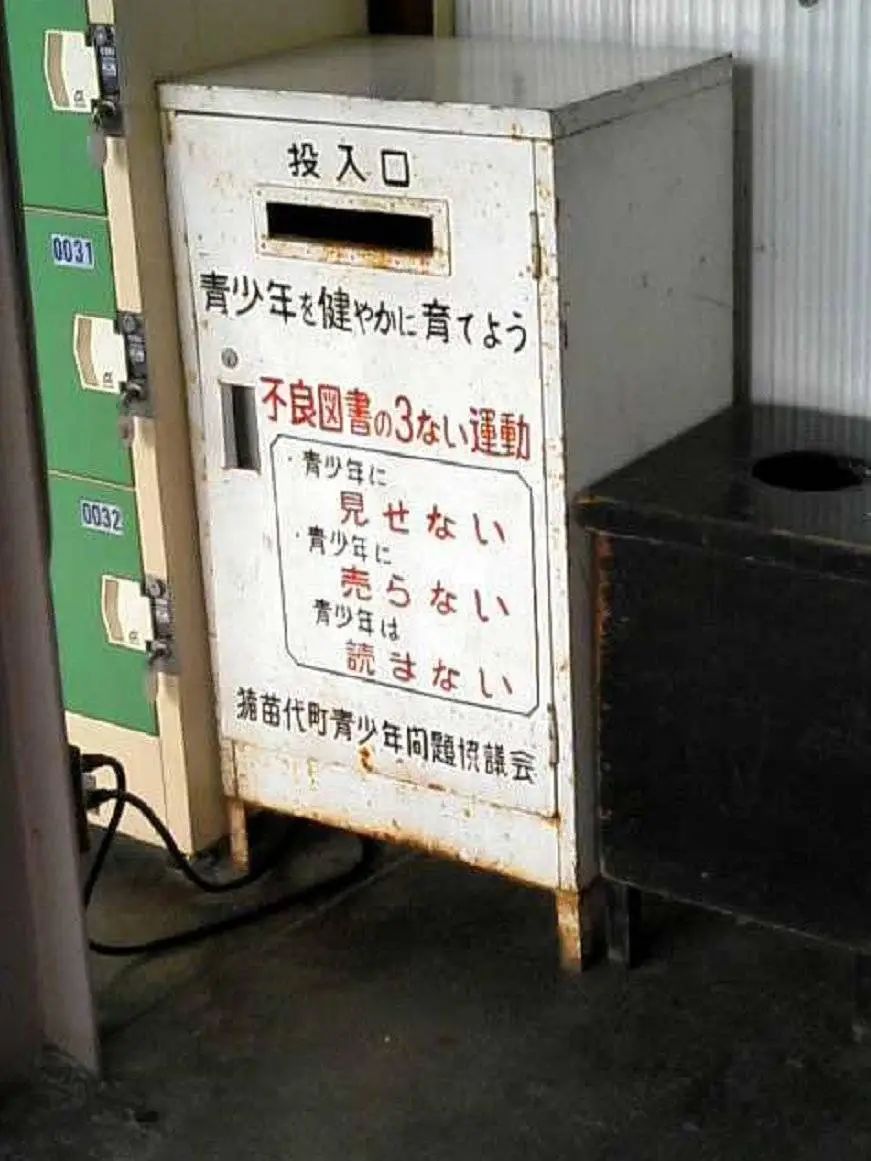 投入口
青少年を健やかに育てよう
不良図書の3ない運動
・青少年に
見せない
・青少年に
売らない
青少年は
読まない
猪苗代町青少年問題協議会
0031
0032